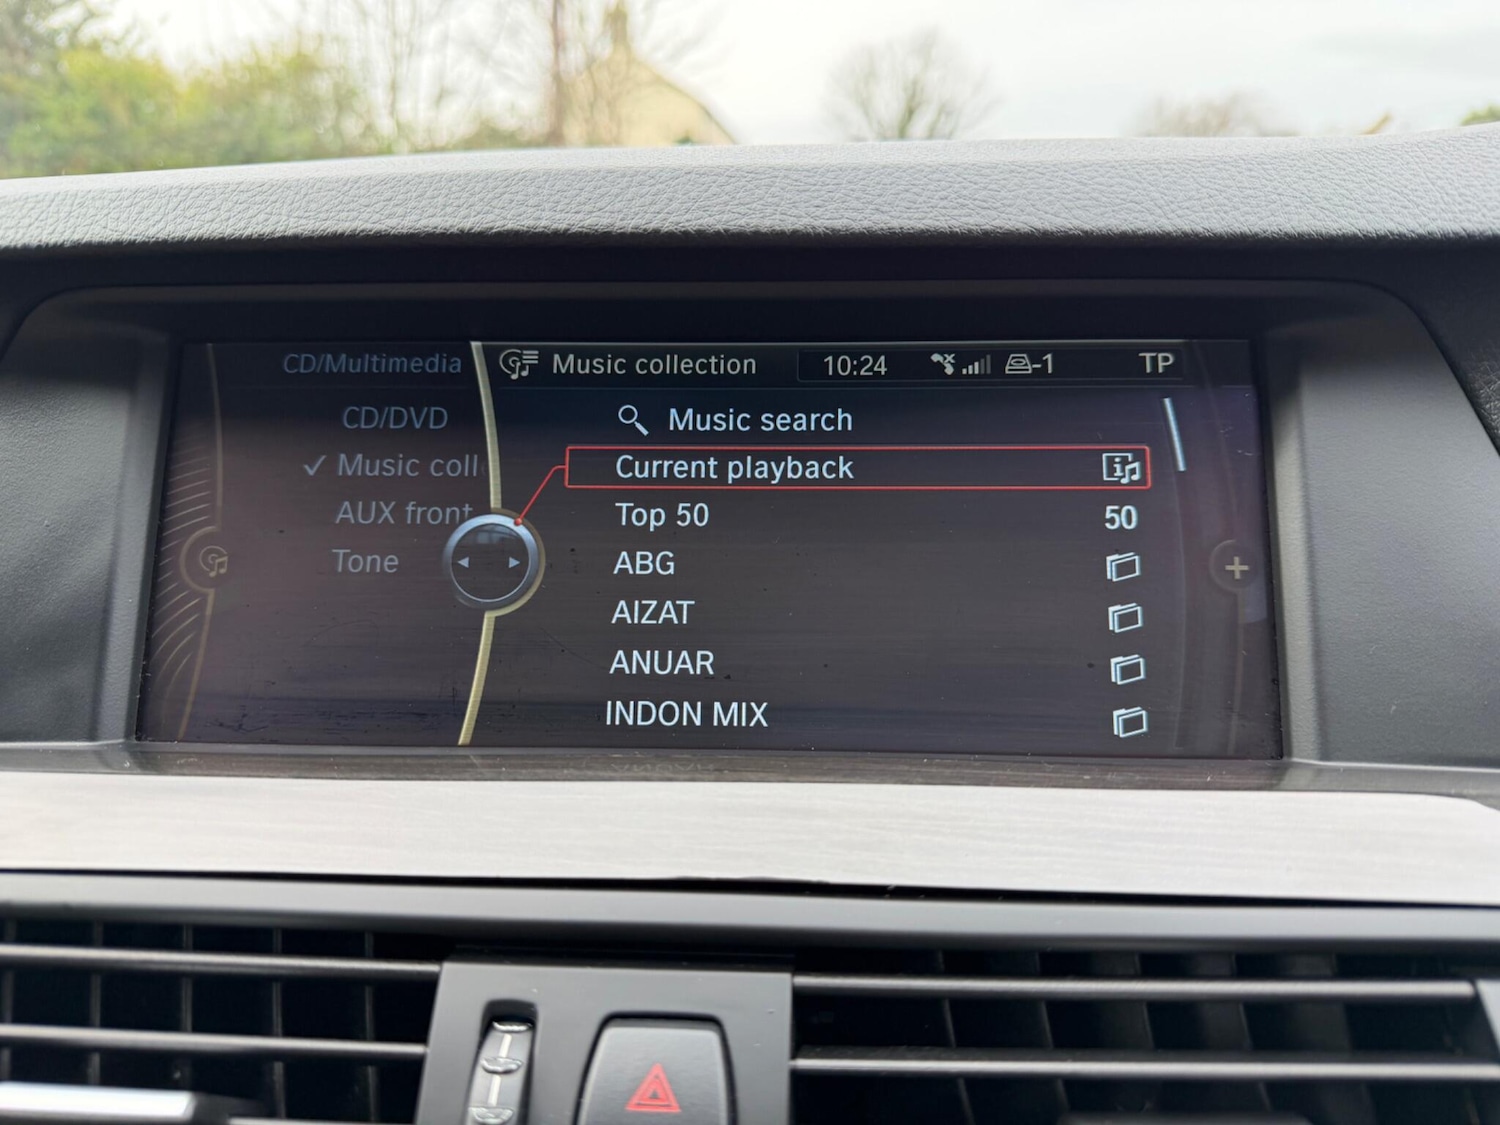 CD/Multimedia
Music collection
10:24
-1
TP
CD/DVD
Music coll
AUX front
Tone
Music search
Current playback
Top 50
50
ABG
AIZAT
ANUAR
INDON MIX